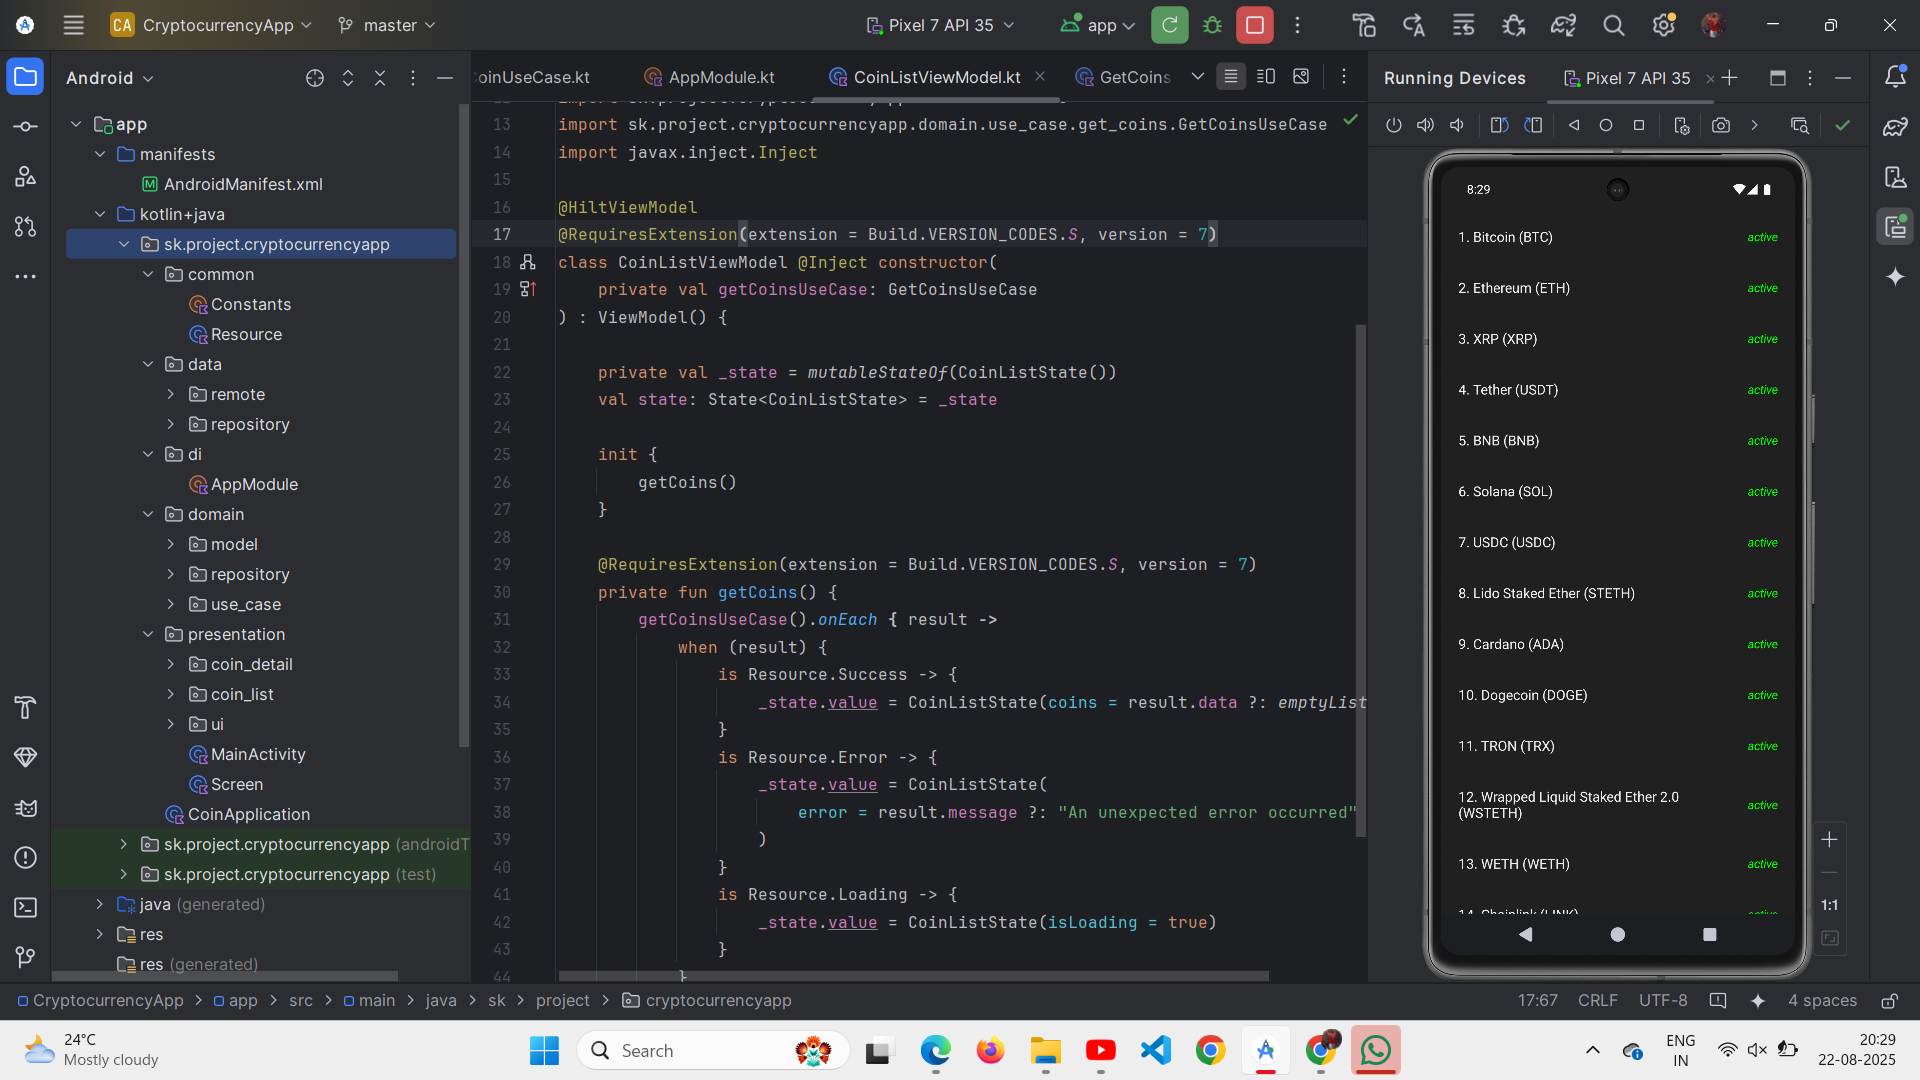 CA CryptocurrencyApp master Pixel 7 API 35 app
Android
app
manifests
AndroidManifest.xml
kotlin+java
sk.project.cryptocurrencyapp
common
Constants
Resource
data
remote
repository
di
AppModule
domain
model
repository
use_case
presentation
coin_detail
coin_list
ui
MainActivity
Screen
CoinApplication
sk.project.cryptocurrencyapp (androidT
sk.project.cryptocurrencyapp (test)
java (generated)
res
res (generated)
oinUseCase.kt AppModule.kt CoinListViewModel.kt GetCoins
13 import sk.project.cryptocurrencyapp.domain.use_case.get_coins.GetCoinsUseCase
14 import javax.inject.Inject
15
16 @HiltViewModel
17 @RequiresExtension(extension = Build.VERSION_CODES.S, version = 7)
18 class CoinListViewModel @Inject constructor(
19 private val getCoinsUseCase: GetCoinsUseCase
20 ) : ViewModel() {
21
22 private val _state = mutableStateOf(CoinListState())
23 val state: State<CoinListState> = _state
24
25 init {
26 getCoins()
27 }
28
29 @RequiresExtension(extension = Build.VERSION_CODES.S, version = 7)
30 private fun getCoins() {
31 getCoinsUseCase().onEach { result ->
32 when (result) {
33 is Resource.Success -> {
34 _state.value = CoinListState(coins = result.data ?: emptyList
35 }
36 is Resource.Error -> {
37 _state.value = CoinListState(
38 error = result.message ?: "An unexpected error occurred"
39 )
40 }
41 is Resource.Loading -> {
42 _state.value = CoinListState(isLoading = true)
43 }
44 }
Running Devices Pixel 7 API 35
8:29
1. Bitcoin (BTC) active
2. Ethereum (ETH) active
3. XRP (XRP) active
4. Tether (USDT) active
5. BNB (BNB) active
6. Solana (SOL) active
7. USDC (USDC) active
8. Lido Staked Ether (STETH) active
9. Cardano (ADA) active
10. Dogecoin (DOGE) active
11. TRON (TRX) active
12. Wrapped Liquid Staked Ether 2.0
(WSTETH) active
13. WETH (WETH) active
14. Chainlink (LINK) active
1:1
CryptocurrencyApp > app > src > main > java > sk > project > cryptocurrencyapp
17:67 CRLF UTF-8 4 spaces
24°C
Mostly cloudy
Search
ENG
IN
20:29
22-08-2025